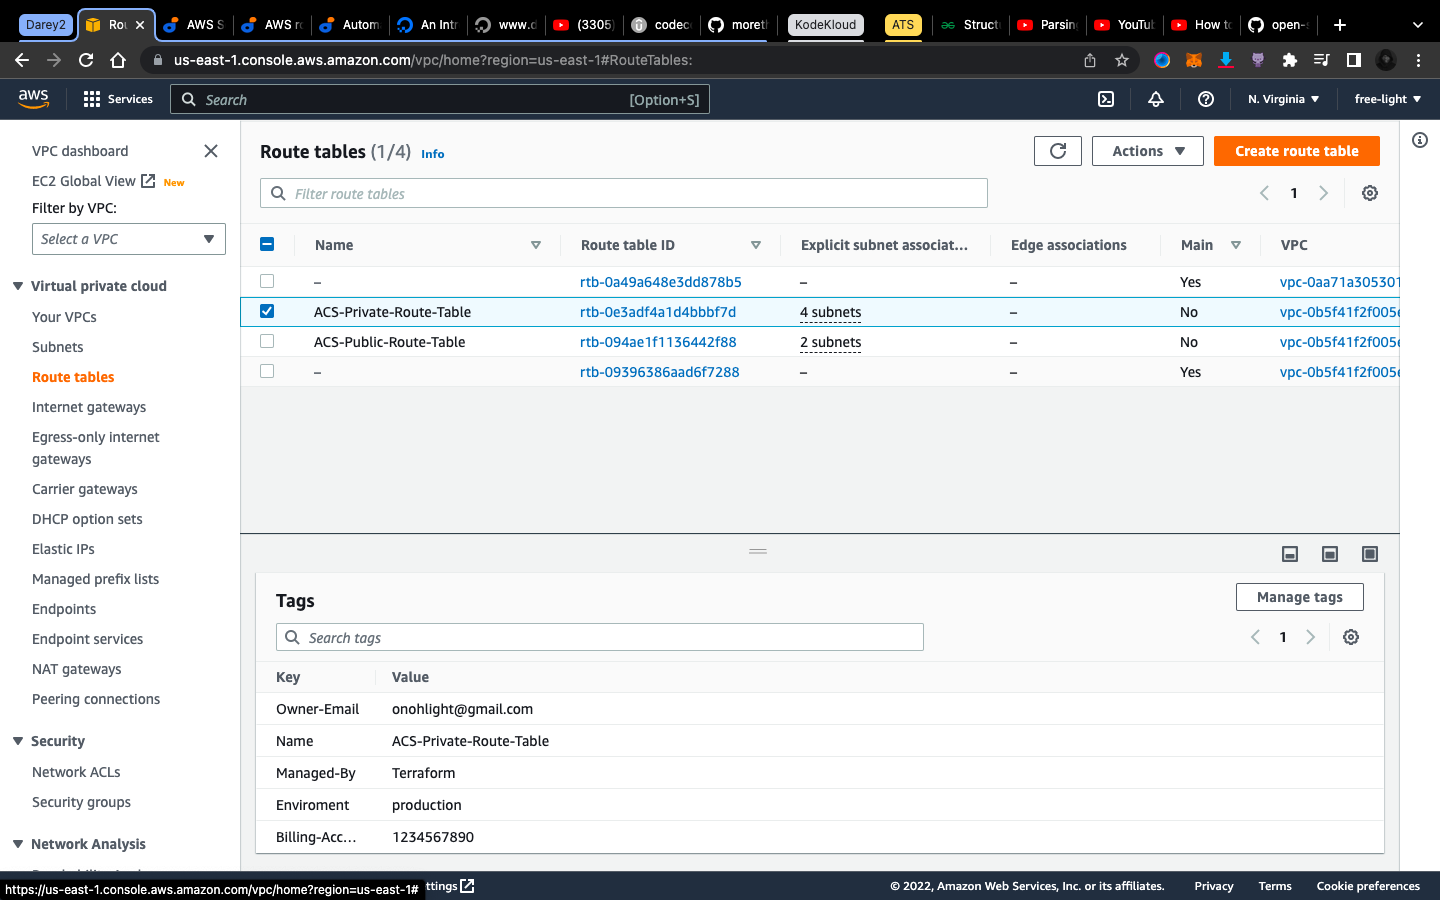 Darey2
Rou
AWS S
AWS ro
Autom
An Intr
www.d
(3305)
codec
moreth
KodeKloud
ATS
Struct
Parsing
YouTub
How to
open-s
us-east-1.console.aws.amazon.com/vpc/home?region=us-east-1#RouteTables:
aws
Services
Search
[Option+S]
N. Virginia
free-light
VPC dashboard
EC2 Global View New
Filter by VPC:
Select a VPC
Virtual private cloud
Your VPCs
Subnets
Route tables
Internet gateways
Egress-only internet
gateways
Carrier gateways
DHCP option sets
Elastic IPs
Managed prefix lists
Endpoints
Endpoint services
NAT gateways
Peering connections
Security
Network ACLs
Security groups
Network Analysis
Route tables (1/4) Info
Actions
Create route table
Filter route tables
1
Name Route table ID Explicit subnet associat... Edge associations Main VPC
– rtb-0a49a648e3dd878b5 – – Yes vpc-0aa71a305301
ACS-Private-Route-Table rtb-0e3adf4a1d4bbbf7d 4 subnets – No vpc-0b5f41f2f005e
ACS-Public-Route-Table rtb-094ae1f1136442f88 2 subnets – No vpc-0b5f41f2f005e
– rtb-09396386aad6f7288 – – Yes vpc-0b5f41f2f005e
Tags
Manage tags
Search tags
1
Key Value
Owner-Email onohlight@gmail.com
Name ACS-Private-Route-Table
Managed-By Terraform
Enviroment production
Billing-Acc... 1234567890
https://us-east-1.console.aws.amazon.com/vpc/home?region=us-east-1#
ttings
© 2022, Amazon Web Services, Inc. or its affiliates.
Privacy
Terms
Cookie preferences